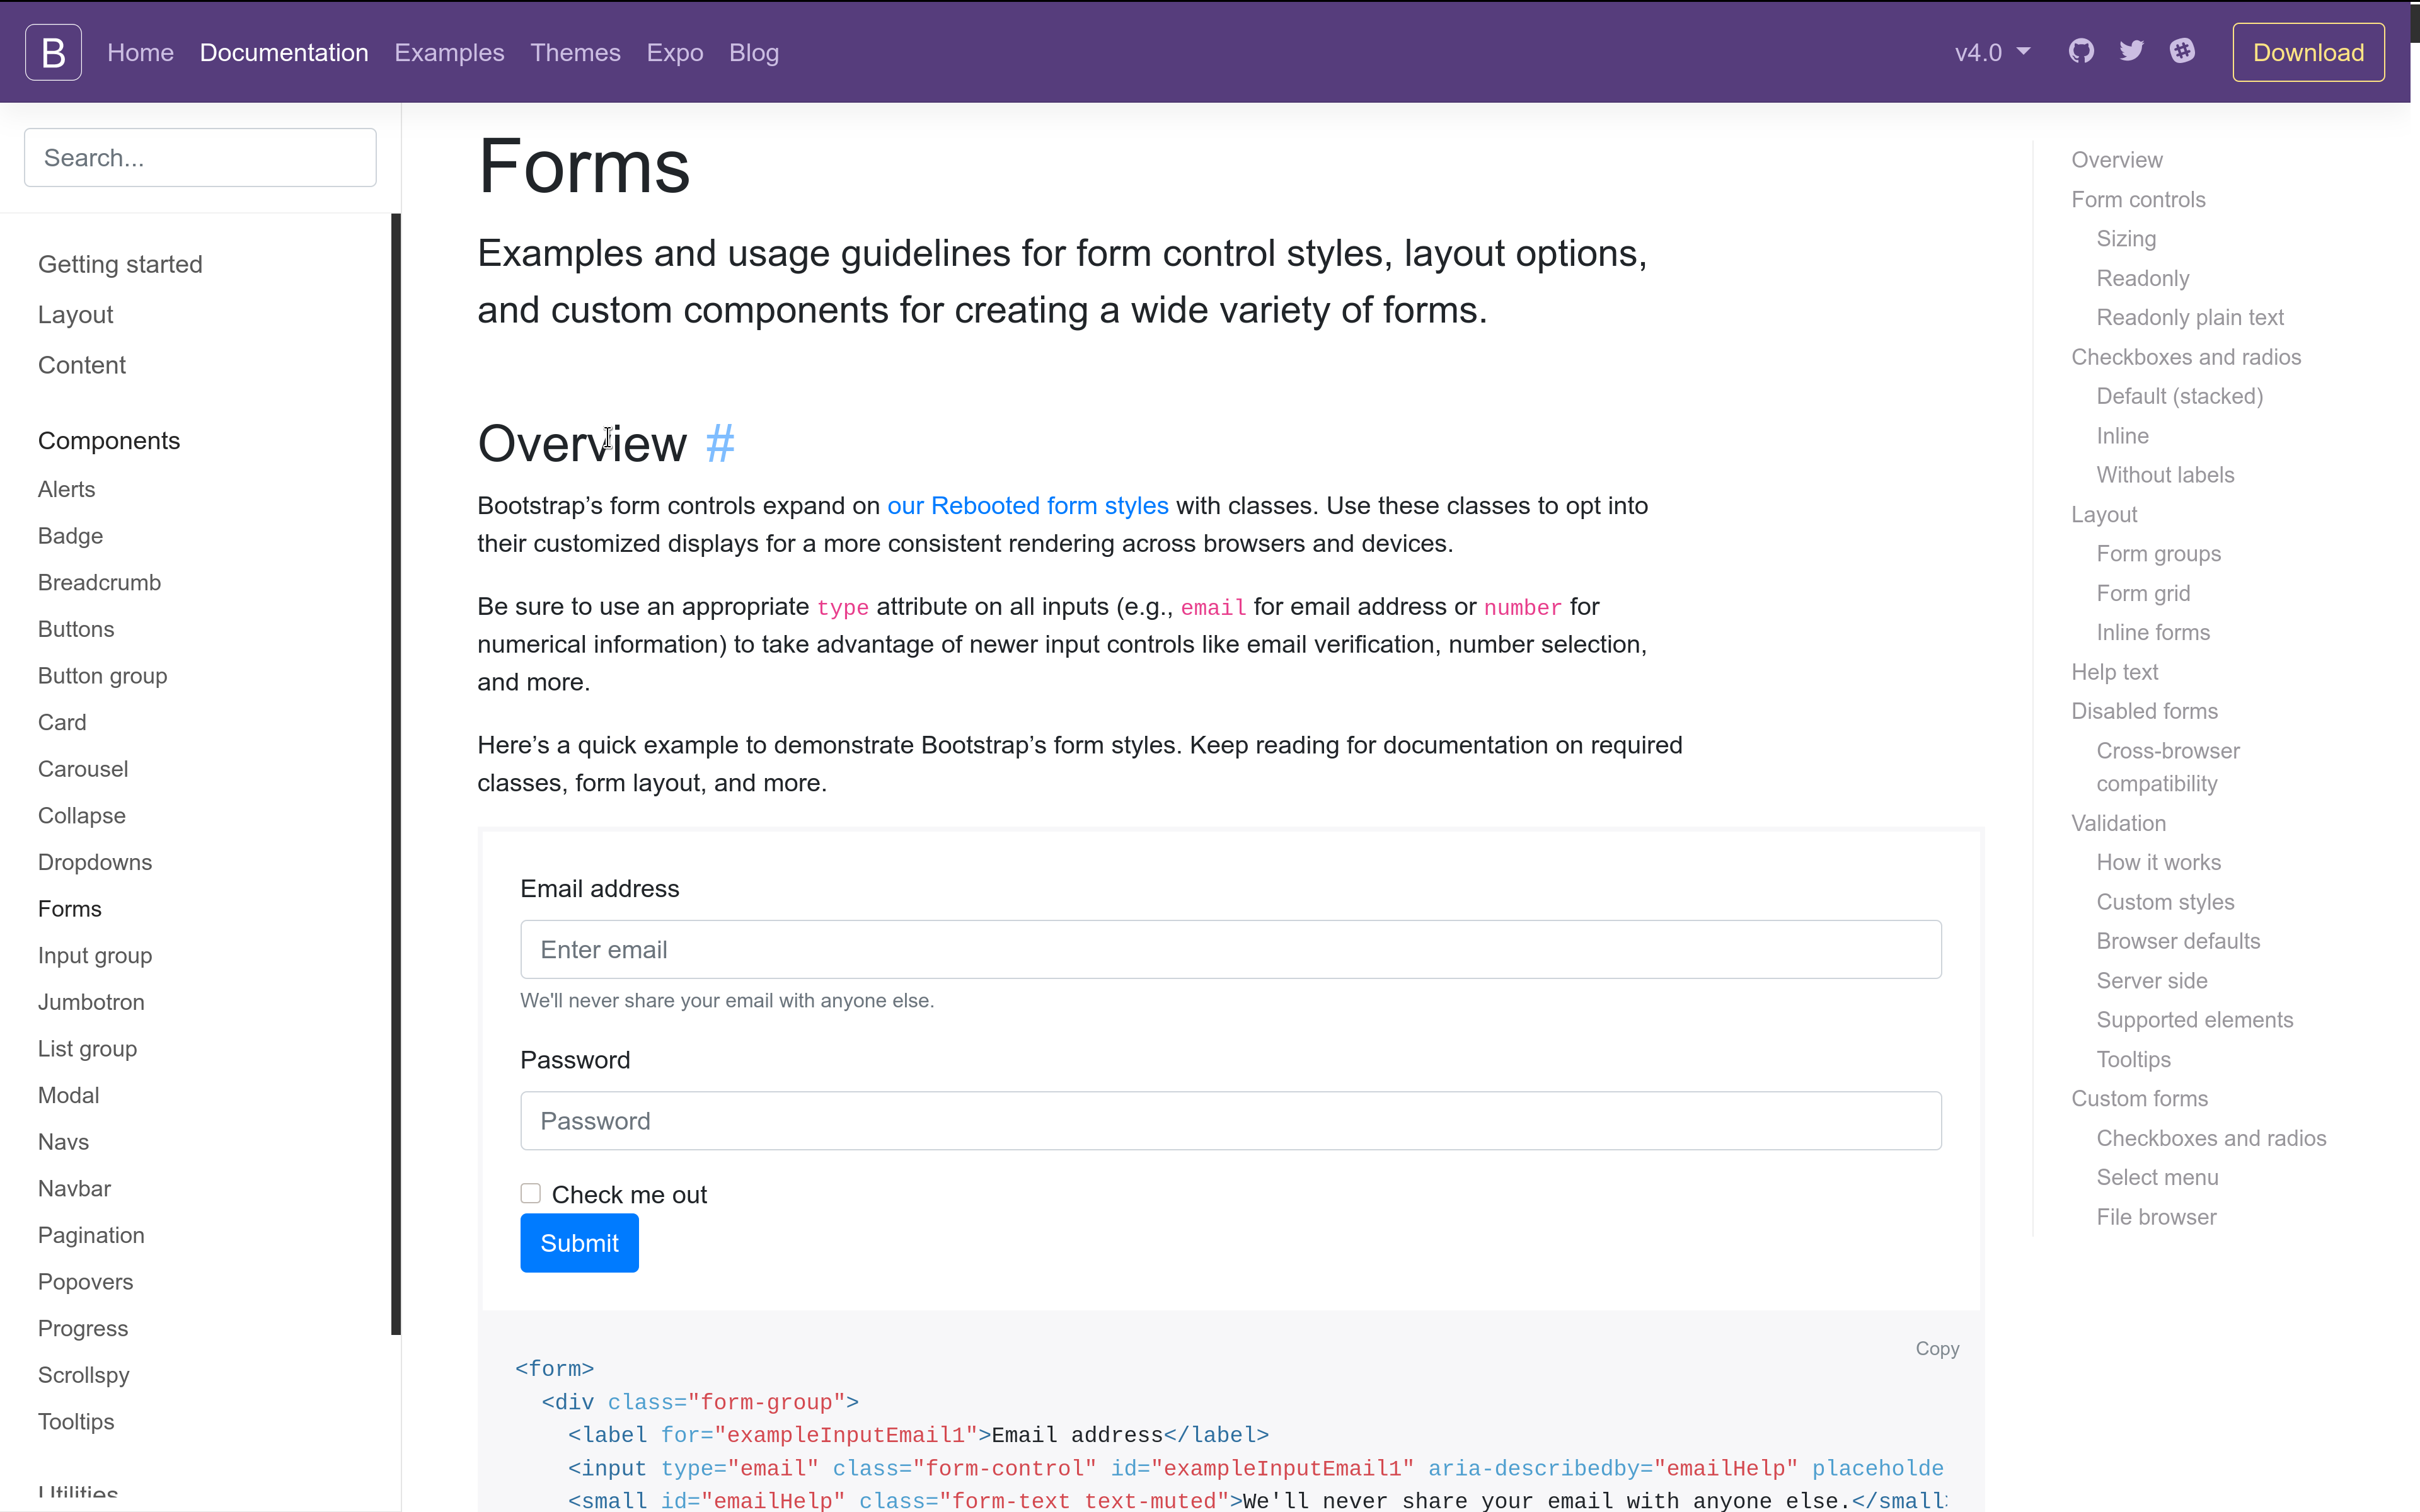 B Home Documentation Examples Themes Expo Blog v4.0 Download
Search...
Getting started
Layout
Content
Components
Alerts
Badge
Breadcrumb
Buttons
Button group
Card
Carousel
Collapse
Dropdowns
Forms
Input group
Jumbotron
List group
Modal
Navs
Navbar
Pagination
Popovers
Progress
Scrollspy
Tooltips
Utilities
Forms
Examples and usage guidelines for form control styles, layout options,
and custom components for creating a wide variety of forms.
Overview #
Bootstrap’s form controls expand on our Rebooted form styles with classes. Use these classes to opt into
their customized displays for a more consistent rendering across browsers and devices.
Be sure to use an appropriate type attribute on all inputs (e.g., email for email address or number for
numerical information) to take advantage of newer input controls like email verification, number selection,
and more.
Here’s a quick example to demonstrate Bootstrap’s form styles. Keep reading for documentation on required
classes, form layout, and more.
Email address
Enter email
We'll never share your email with anyone else.
Password
Password
Check me out
Submit
Copy
<form>
<div class="form-group">
<label for="exampleInputEmail1">Email address</label>
<input type="email" class="form-control" id="exampleInputEmail1" aria-describedby="emailHelp" placeholde
<small id="emailHelp" class="form-text text-muted">We'll never share your email with anyone else.</small
Overview
Form controls
Sizing
Readonly
Readonly plain text
Checkboxes and radios
Default (stacked)
Inline
Without labels
Layout
Form groups
Form grid
Inline forms
Help text
Disabled forms
Cross-browser
compatibility
Validation
How it works
Custom styles
Browser defaults
Server side
Supported elements
Tooltips
Custom forms
Checkboxes and radios
Select menu
File browser